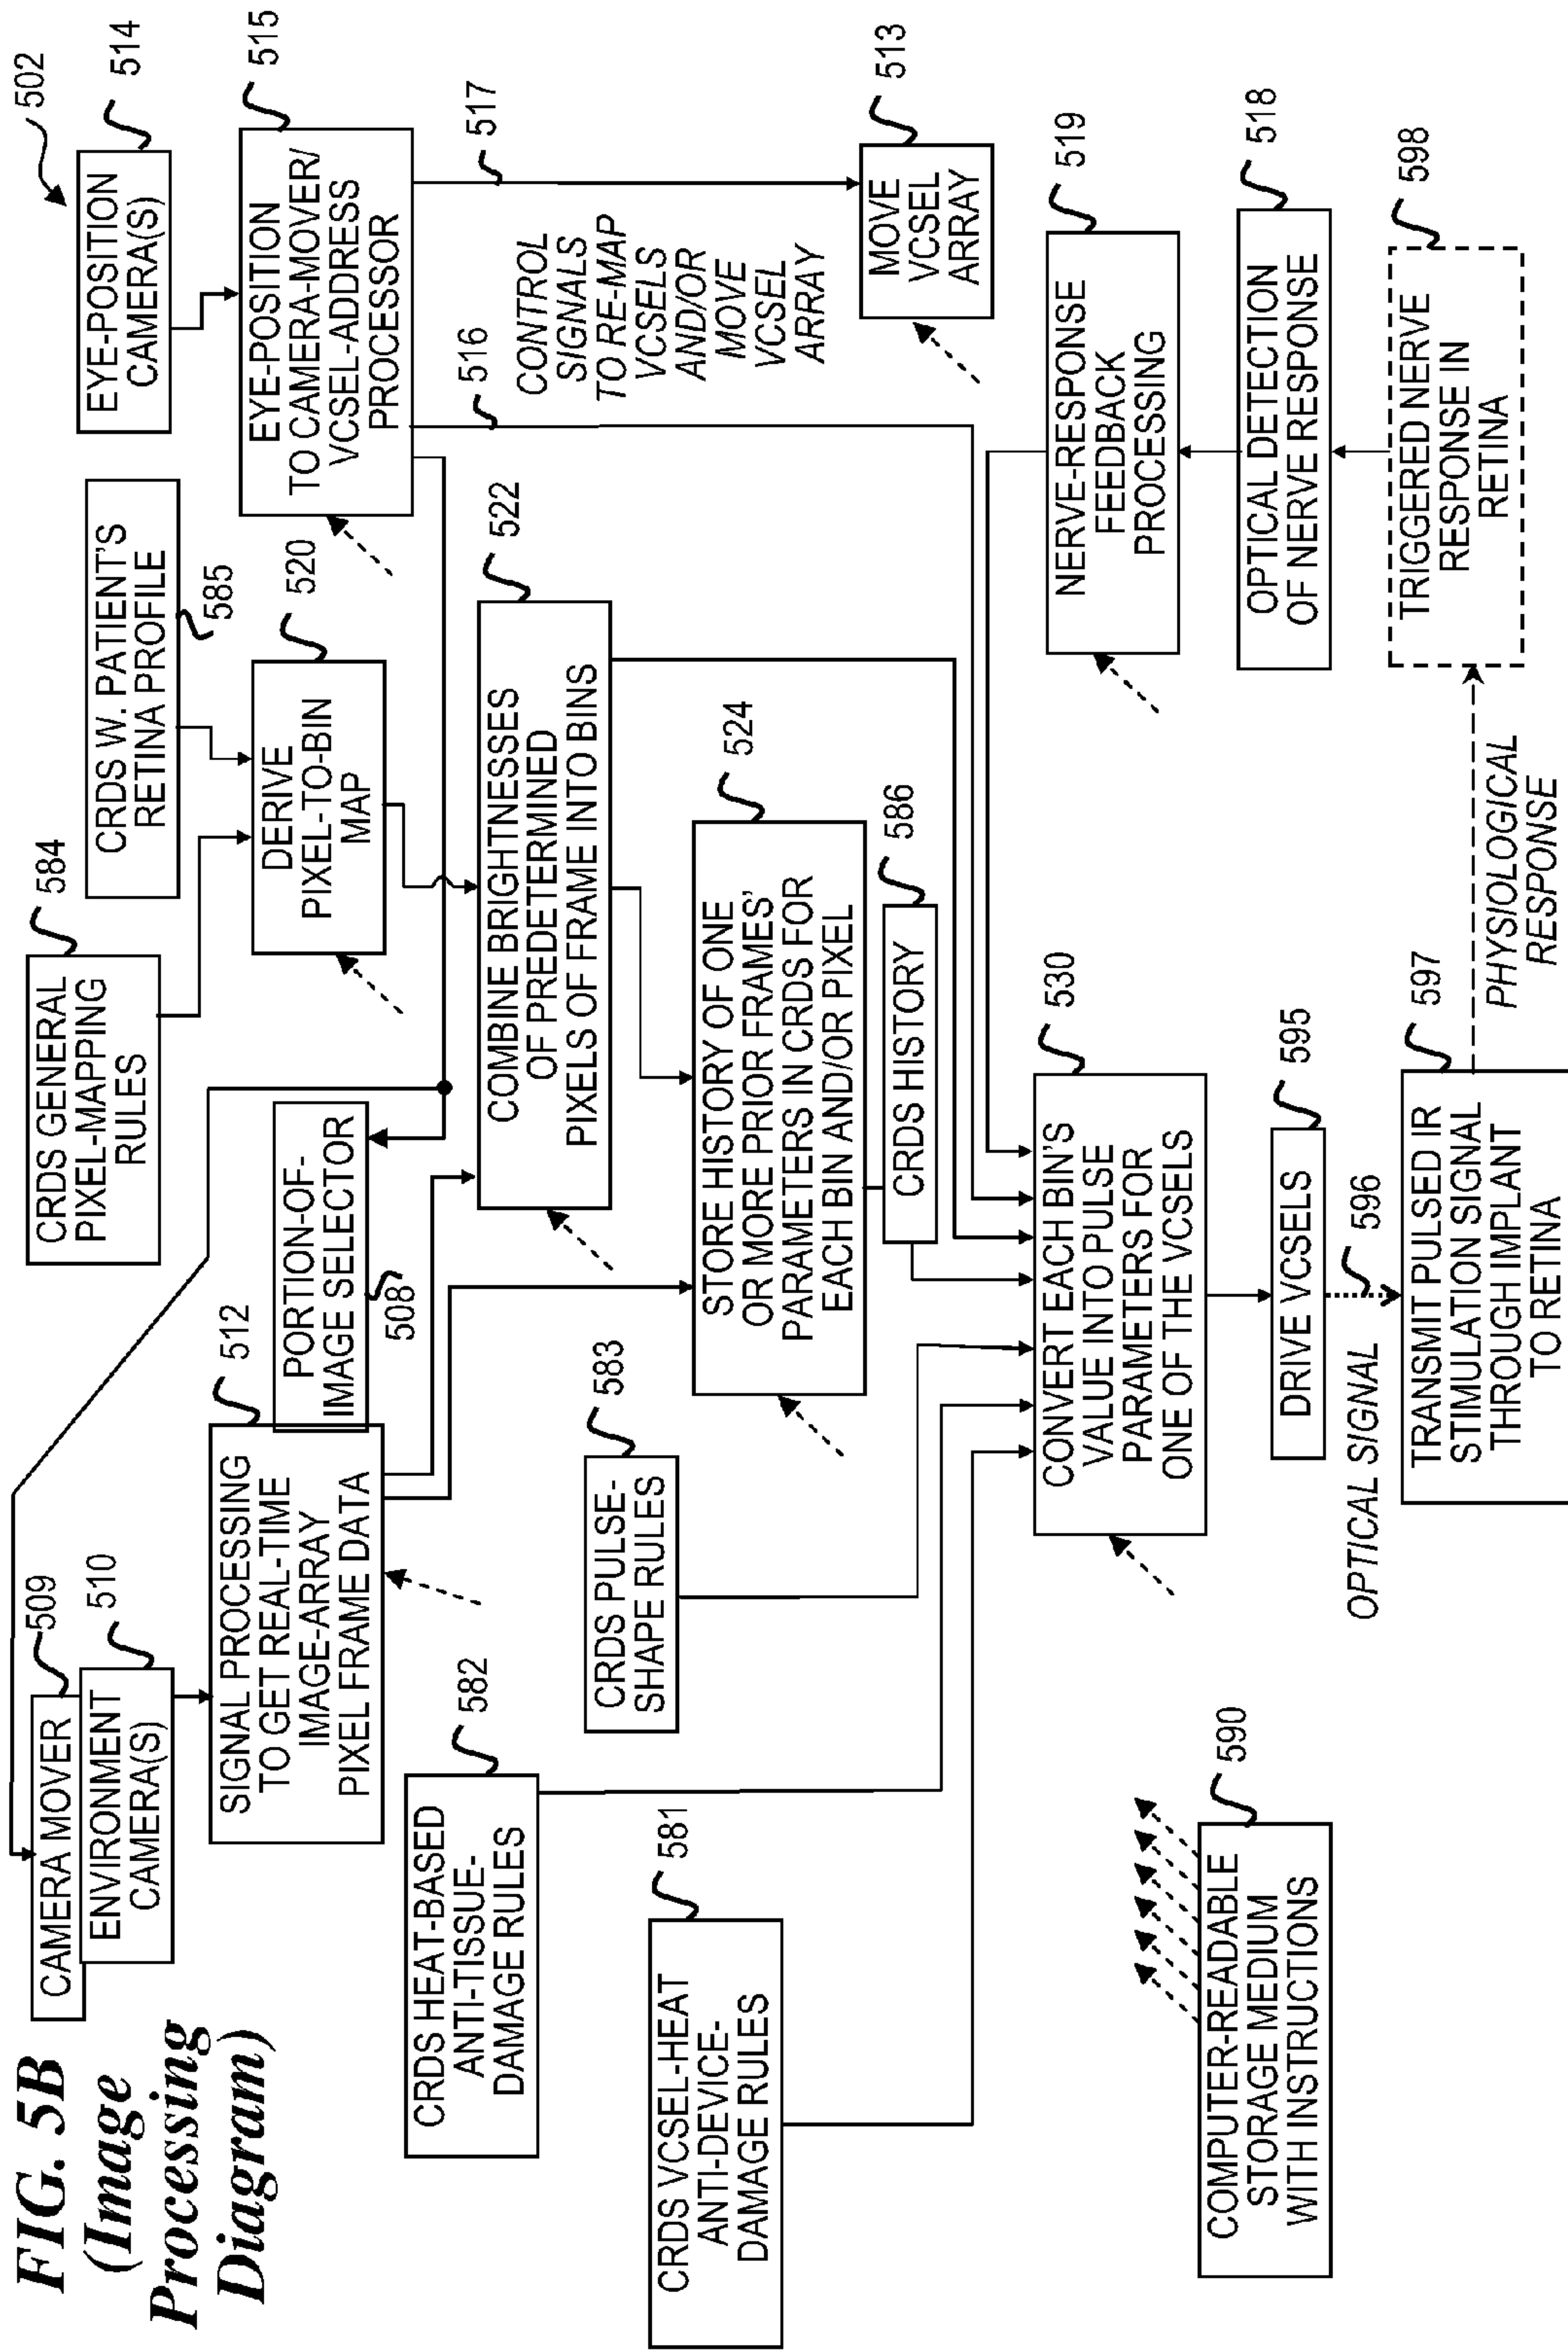 FIG. 5B
(Image
Processing
Diagram)
502
CAMERA MOVER
509
ENVIRONMENT
CAMERA(S)
510
SIGNAL PROCESSING
TO GET REAL-TIME
IMAGE-ARRAY
PIXEL FRAME DATA
512
PORTION-OF-
IMAGE SELECTOR
508
CRDS GENERAL
PIXEL-MAPPING
RULES
584
CRDS W. PATIENT'S
RETINA PROFILE
585
EYE-POSITION
CAMERA(S)
514
EYE-POSITION
TO CAMERA-MOVER/
VCSEL-ADDRESS
PROCESSOR
515
DERIVE
PIXEL-TO-BIN
MAP
520
516
517
CONTROL
SIGNALS
TO RE-MAP
VCSELS
AND/OR
MOVE
VCSEL
ARRAY
COMBINE BRIGHTNESSES
OF PREDETERMINED
PIXELS OF FRAME INTO BINS
522
MOVE
VCSEL
ARRAY
513
CRDS HEAT-BASED
ANTI-TISSUE-
DAMAGE RULES
582
CRDS PULSE-
SHAPE RULES
583
STORE HISTORY OF ONE
OR MORE PRIOR FRAMES'
PARAMETERS IN CRDS FOR
EACH BIN AND/OR PIXEL
524
CRDS HISTORY
586
CRDS VCSEL-HEAT
ANTI-DEVICE-
DAMAGE RULES
581
CONVERT EACH BIN'S
VALUE INTO PULSE
PARAMETERS FOR
ONE OF THE VCSELS
530
NERVE-RESPONSE
FEEDBACK
PROCESSING
519
COMPUTER-READABLE
STORAGE MEDIUM
WITH INSTRUCTIONS
590
DRIVE VCSELS
595
OPTICAL DETECTION
OF NERVE RESPONSE
518
OPTICAL SIGNAL
596
TRANSMIT PULSED IR
STIMULATION SIGNAL
THROUGH IMPLANT
TO RETINA
597
PHYSIOLOGICAL
RESPONSE
TRIGGERED NERVE
RESPONSE IN
RETINA
598